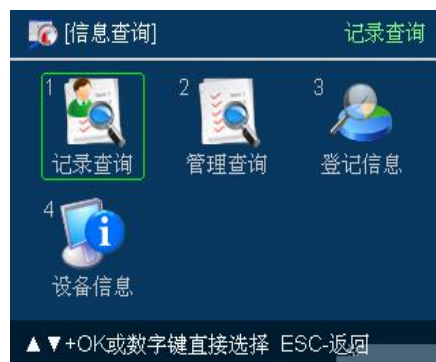 [信息查询] 记录查询
1 2 3
记录查询 管理查询 登记信息
4
设备信息
▲▼+OK或数字键直接选择 ESC-返回